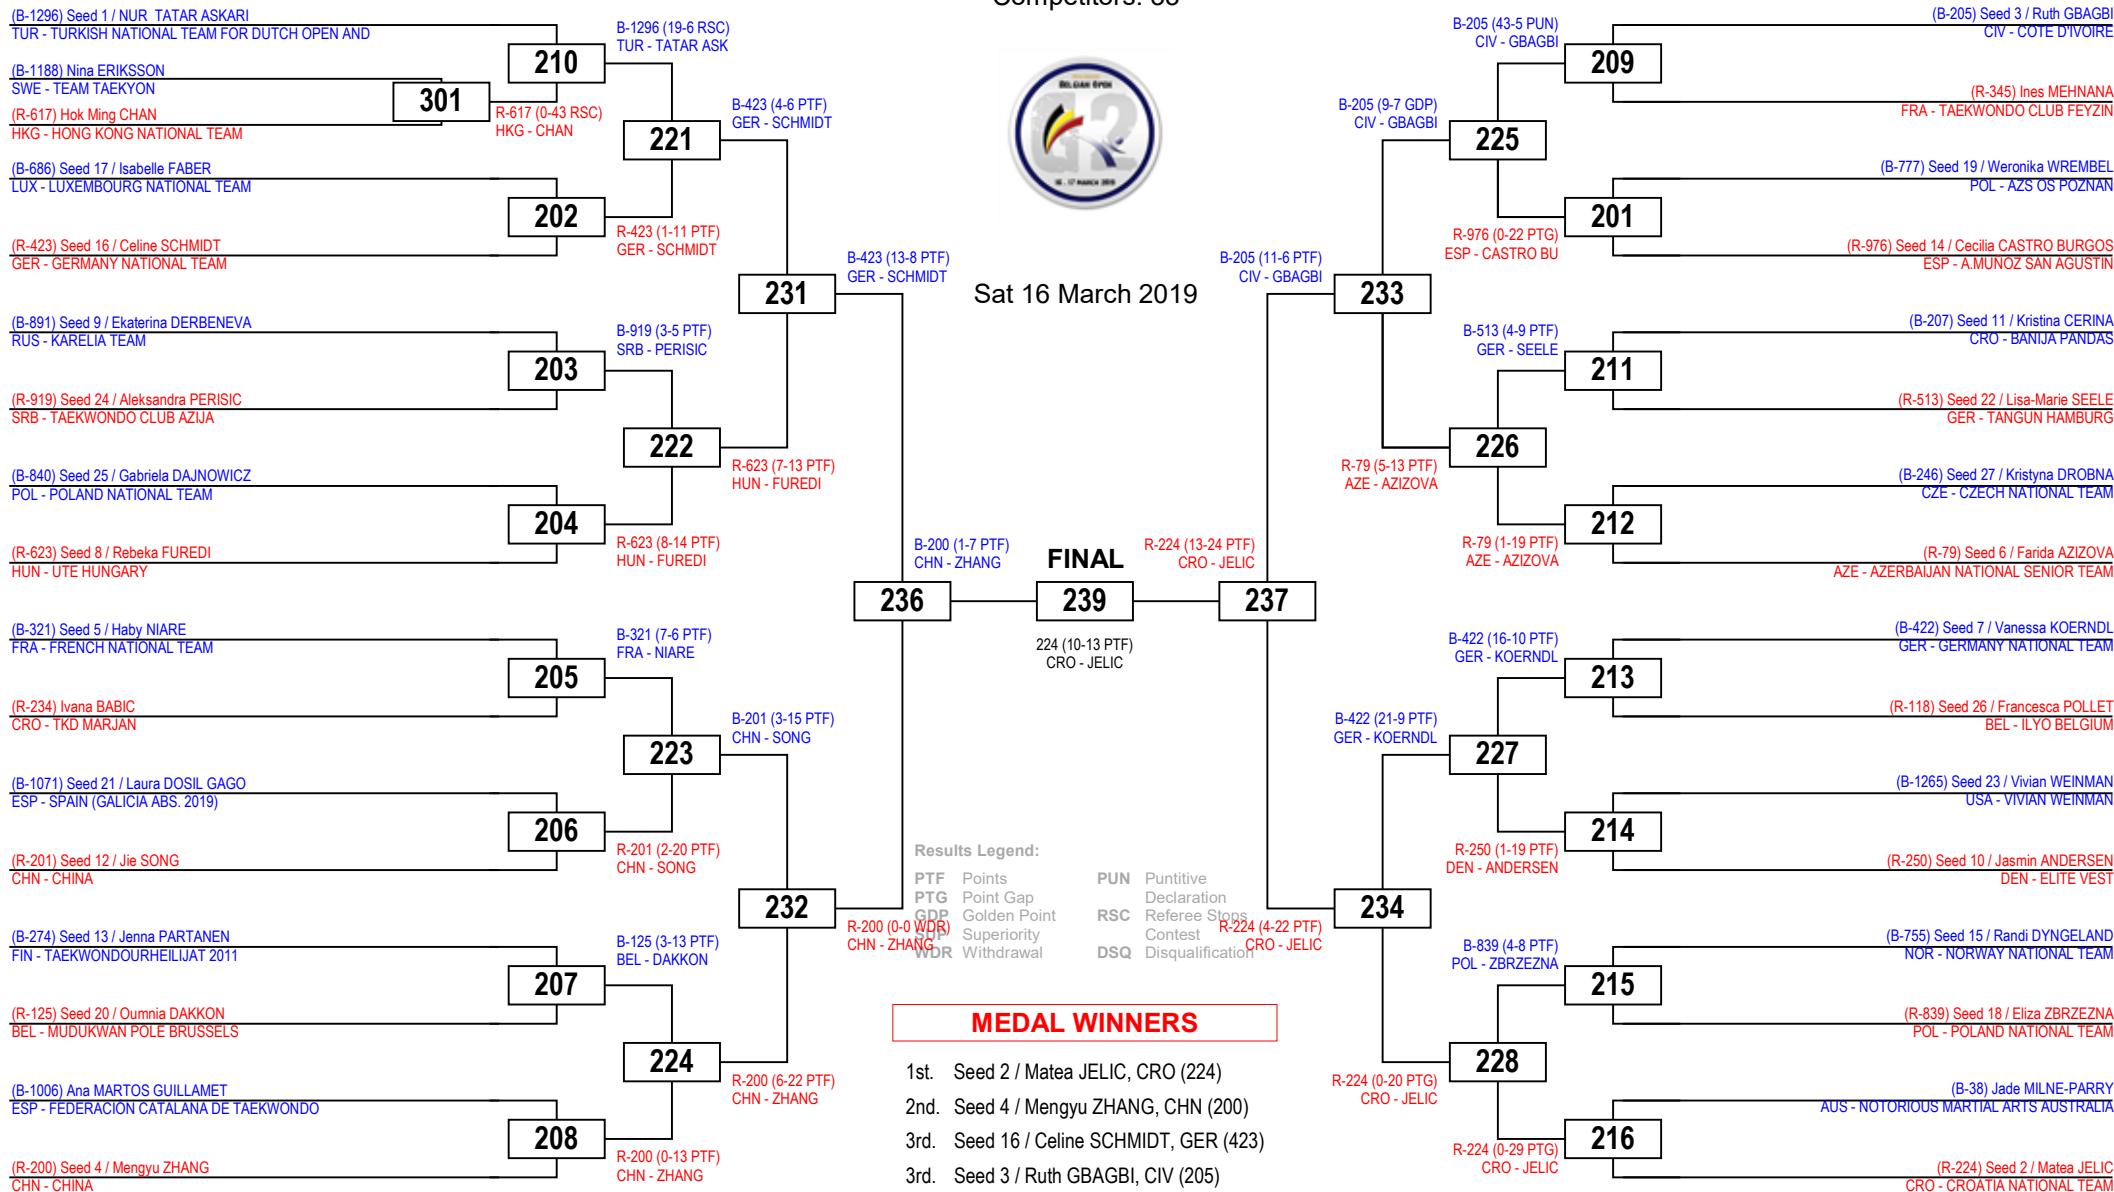 Competitors: 33
(B-1296) Seed 1 / NUR TATAR ASKARI
TUR - TURKISH NATIONAL TEAM FOR DUTCH OPEN AND
(B-1188) Nina ERIKSSON
SWE - TEAM TAEKYON
(R-617) Hok Ming CHAN
HKG - HONG KONG NATIONAL TEAM
(B-686) Seed 17 / Isabelle FABER
LUX - LUXEMBOURG NATIONAL TEAM
(R-423) Seed 16 / Celine SCHMIDT
GER - GERMANY NATIONAL TEAM
(B-891) Seed 9 / Ekaterina DERBENEVA
RUS - KARELIA TEAM
(R-919) Seed 24 / Aleksandra PERISIC
SRB - TAEKWONDO CLUB AZIJA
(B-840) Seed 25 / Gabriela DAJNOWICZ
POL - POLAND NATIONAL TEAM
(R-623) Seed 8 / Rebeka FUREDI
HUN - UTE HUNGARY
(B-321) Seed 5 / Haby NIARE
FRA - FRENCH NATIONAL TEAM
(R-234) Ivana BABIC
CRO - TKD MARJAN
(B-1071) Seed 21 / Laura DOSIL GAGO
ESP - SPAIN (GALICIA ABS. 2019)
(R-201) Seed 12 / Jie SONG
CHN - CHINA
(B-274) Seed 13 / Jenna PARTANEN
FIN - TAEKWONDOURHEILIJAT 2011
(R-125) Seed 20 / Oumnia DAKKON
BEL - MUDUKWAN POLE BRUSSELS
(B-1006) Ana MARTOS GUILLAMET
ESP - FEDERACIÓN CATALANA DE TAEKWONDO
(R-200) Seed 4 / Mengyu ZHANG
CHN - CHINA
301
R-617 (0-43 RSC)
HKG - CHAN
210
202
203
204
205
206
207
208
B-1296 (19-6 RSC)
TUR - TATAR ASK
221
R-423 (1-11 PTF)
GER - SCHMIDT
B-919 (3-5 PTF)
SRB - PERISIC
222
R-623 (8-14 PTF)
HUN - FUREDI
B-321 (7-6 PTF)
FRA - NIARE
223
R-201 (2-20 PTF)
CHN - SONG
B-125 (3-13 PTF)
BEL - DAKKON
224
R-200 (0-13 PTF)
CHN - ZHANG
B-423 (4-6 PTF)
GER - SCHMIDT
231
R-623 (7-13 PTF)
HUN - FUREDI
B-201 (3-15 PTF)
CHN - SONG
232
R-200 (6-22 PTF)
CHN - ZHANG
B-423 (13-8 PTF)
GER - SCHMIDT
236
R-200 (0-0 WDR)
CHN - ZHANG
BELGIAN OPEN
16 - 17 MARCH 2019
Sat 16 March 2019
B-200 (1-7 PTF)
CHN - ZHANG
FINAL
239
224 (10-13 PTF)
CRO - JELIC
R-224 (13-24 PTF)
CRO - JELIC
237
Results Legend:
PTF Points
PTG Point Gap
GDP Golden Point
SUP Superiority
WDR Withdrawal
PUN Puntitive
Declaration
RSC Referee Stops
Contest
DSQ Disqualification
MEDAL WINNERS
1st. Seed 2 / Matea JELIC, CRO (224)
2nd. Seed 4 / Mengyu ZHANG, CHN (200)
3rd. Seed 16 / Celine SCHMIDT, GER (423)
3rd. Seed 3 / Ruth GBAGBI, CIV (205)
B-205 (11-6 PTF)
CIV - GBAGBI
233
R-224 (4-22 PTF)
CRO - JELIC
234
B-205 (9-7 GDP)
CIV - GBAGBI
225
R-79 (5-13 PTF)
AZE - AZIZOVA
226
B-422 (21-9 PTF)
GER - KOERNDL
227
R-224 (0-20 PTG)
CRO - JELIC
228
B-205 (43-5 PUN)
CIV - GBAGBI
209
R-976 (0-22 PTG)
ESP - CASTRO BU
201
B-513 (4-9 PTF)
GER - SEELE
211
R-79 (1-19 PTF)
AZE - AZIZOVA
212
B-422 (16-10 PTF)
GER - KOERNDL
213
R-250 (1-19 PTF)
DEN - ANDERSEN
214
B-839 (4-8 PTF)
POL - ZBRZEZNA
215
R-224 (0-29 PTG)
CRO - JELIC
216
(B-205) Seed 3 / Ruth GBAGBI
CIV - COTE D'IVOIRE
(R-345) Ines MEHNANA
FRA - TAEKWONDO CLUB FEYZIN
(B-777) Seed 19 / Weronika WREMBEL
POL - AZS OS POZNAN
(R-976) Seed 14 / Cecilia CASTRO BURGOS
ESP - A.MUÑOZ SAN AGUSTIN
(B-207) Seed 11 / Kristina CERINA
CRO - BANIJA PANDAS
(R-513) Seed 22 / Lisa-Marie SEELE
GER - TANGUN HAMBURG
(B-246) Seed 27 / Kristyna DROBNA
CZE - CZECH NATIONAL TEAM
(R-79) Seed 6 / Farida AZIZOVA
AZE - AZERBAIJAN NATIONAL SENIOR TEAM
(B-422) Seed 7 / Vanessa KOERNDL
GER - GERMANY NATIONAL TEAM
(R-118) Seed 26 / Francesca POLLET
BEL - ILYO BELGIUM
(B-1265) Seed 23 / Vivian WEINMAN
USA - VIVIAN WEINMAN
(R-250) Seed 10 / Jasmin ANDERSEN
DEN - ELITE VEST
(B-755) Seed 15 / Randi DYNGELAND
NOR - NORWAY NATIONAL TEAM
(R-839) Seed 18 / Eliza ZBRZEZNA
POL - POLAND NATIONAL TEAM
(B-38) Jade MILNE-PARRY
AUS - NOTORIOUS MARTIAL ARTS AUSTRALIA
(R-224) Seed 2 / Matea JELIC
CRO - CROATIA NATIONAL TEAM